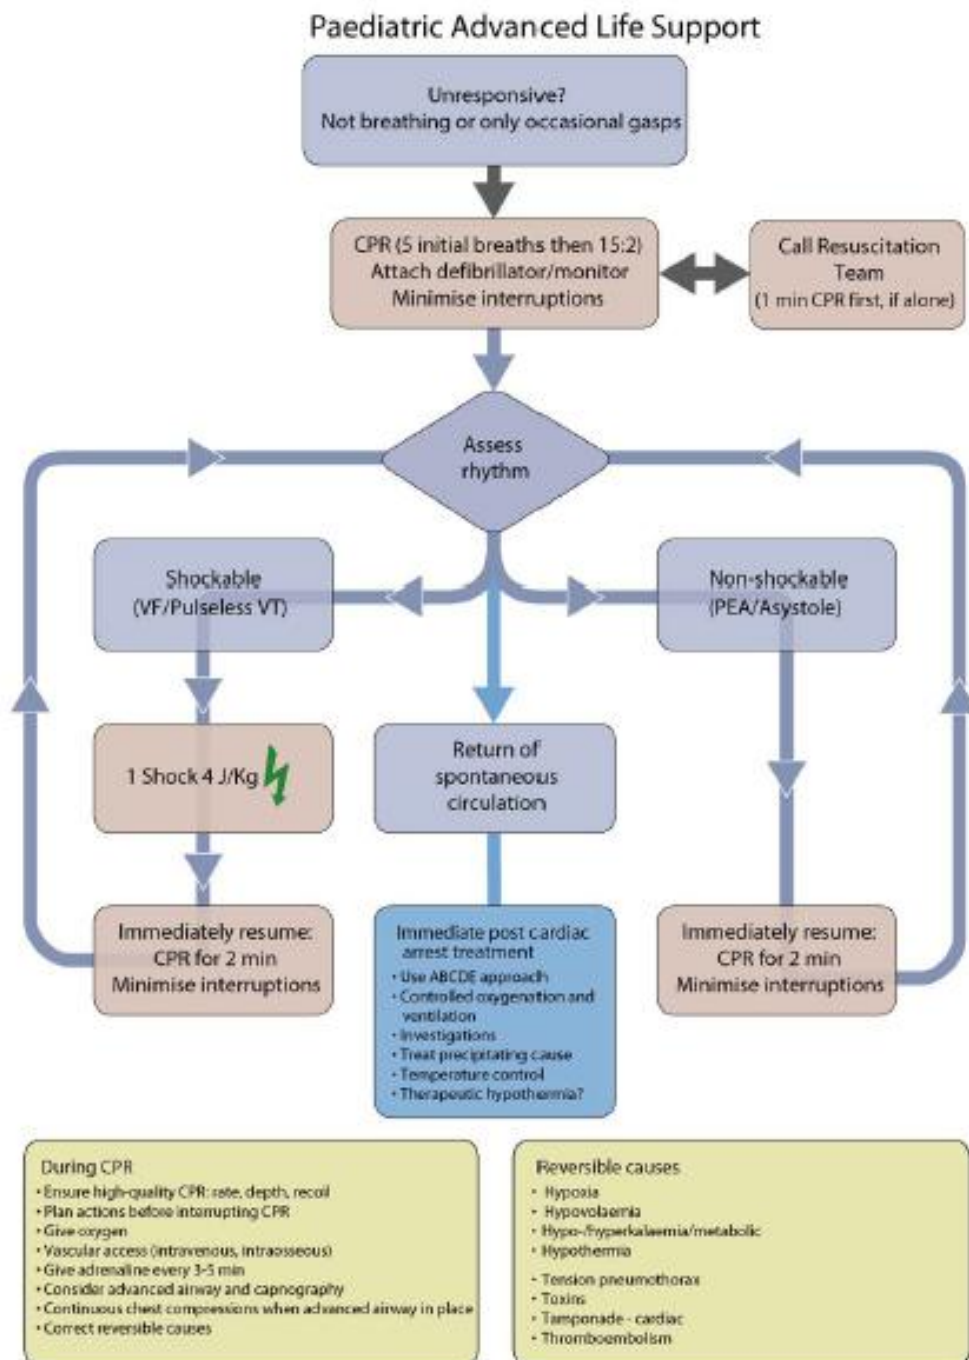 Paediatric Advanced Life Support
Unresponsive?
Not breathing or only occasional gasps
CPR (5 initial breaths then 15:2)
Attach defibrillator/monitor
Minimise interruptions
Call Resuscitation
Team
(1 min CPR first, if alone)
Assess
rhythm
Shockable
(VF/Pulseless VT)
Non-shockable
(PEA/Asystole)
1 Shock 4 J/Kg
Return of
spontaneous
circulation
Immediately resume:
CPR for 2 min
Minimise interruptions
Immediate post cardiac
arrest treatment
• Use ABCDE approach
• Controlled oxygenation and
ventilation
• Investigations
• Treat precipitating cause
• Temperature control
• Therapeutic hypothermia?
Immediately resume:
CPR for 2 min
Minimise interruptions
During CPR
• Ensure high-quality CPR: rate, depth, recoil
• Plan actions before interrupting CPR
• Give oxygen
• Vascular access (intravenous, intraosseous)
• Give adrenaline every 3-5 min
• Consider advanced airway and capnography
• Continuous chest compressions when advanced airway in place
• Correct reversible causes
Reversible causes
• Hypoxia
• Hypovolaemia
• Hypo-/hyperkalaemia/metabolic
• Hypothermia
• Tension pneumothorax
• Toxins
• Tamponade - cardiac
• Thromboembolism